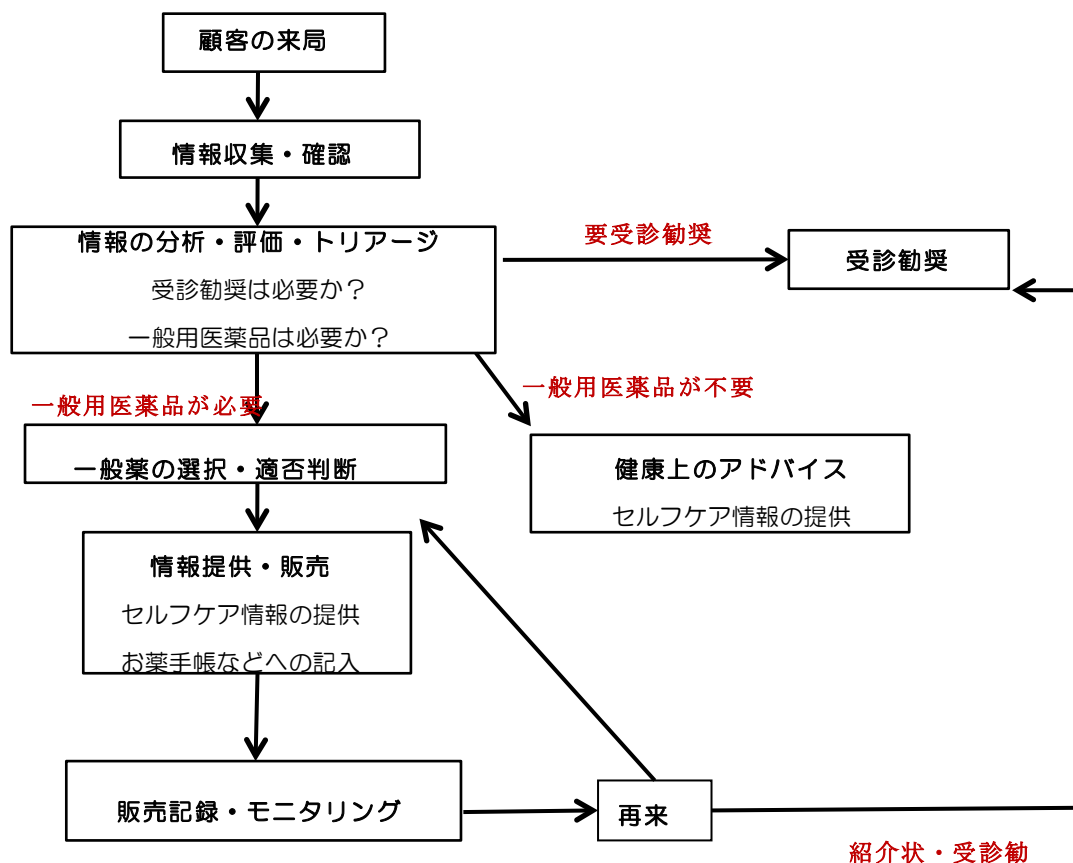 顧客の来局
情報収集・確認
情報の分析・評価・トリアージ
受診勧奨は必要か？
一般用医薬品は必要か？
要受診勧奨
受診勧奨
一般用医薬品が必要
一般用医薬品が不要
一般薬の選択・適否判断
健康上のアドバイス
セルフケア情報の提供
情報提供・販売
セルフケア情報の提供
お薬手帳などへの記入
販売記録・モニタリング
再来
紹介状・受診勧